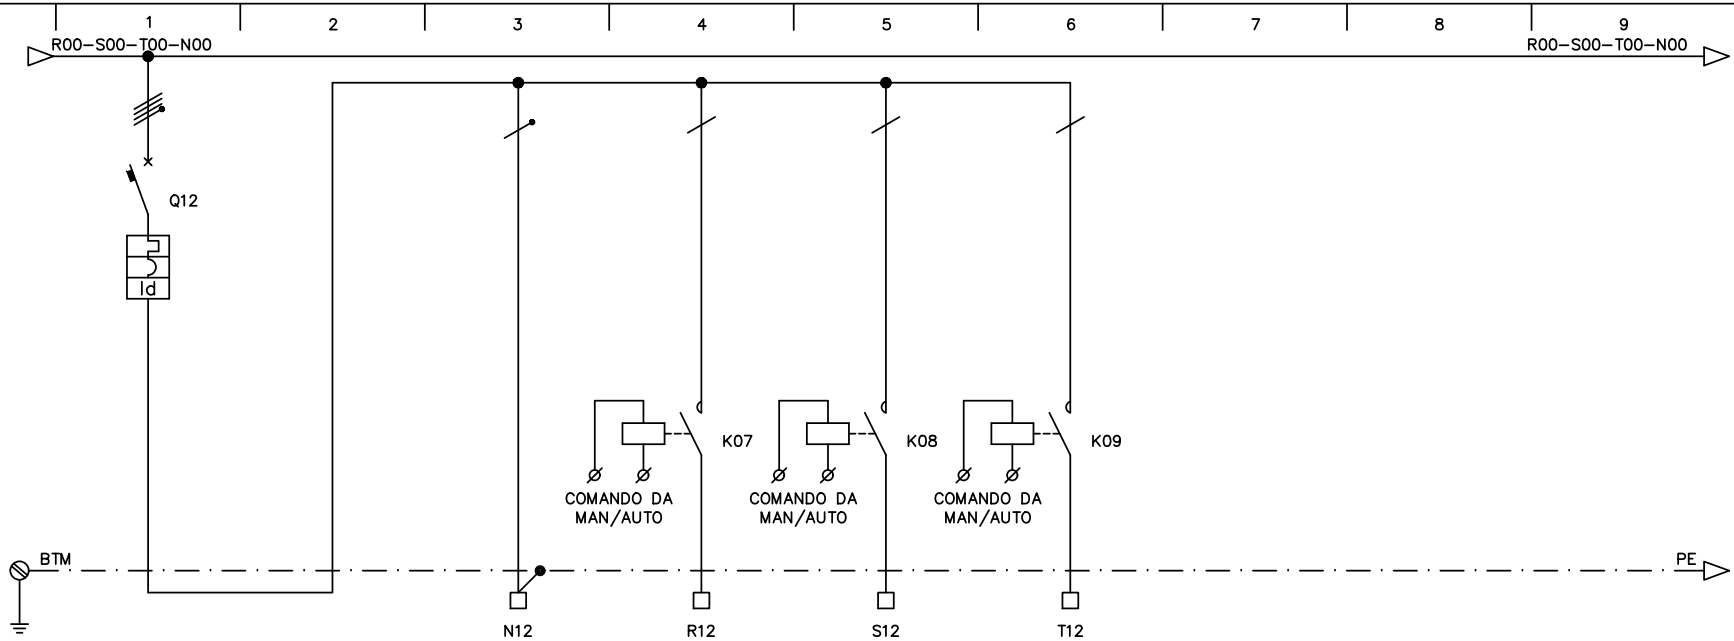 1 2 3 4 5 6 7 8 9
R00-S00-T00-N00 R00-S00-T00-N00
Q12
Id
K07 K08 K09
COMANDO DA
MAN/AUTO
COMANDO DA
MAN/AUTO
COMANDO DA
MAN/AUTO
BTM PE
N12 R12 S12 T12